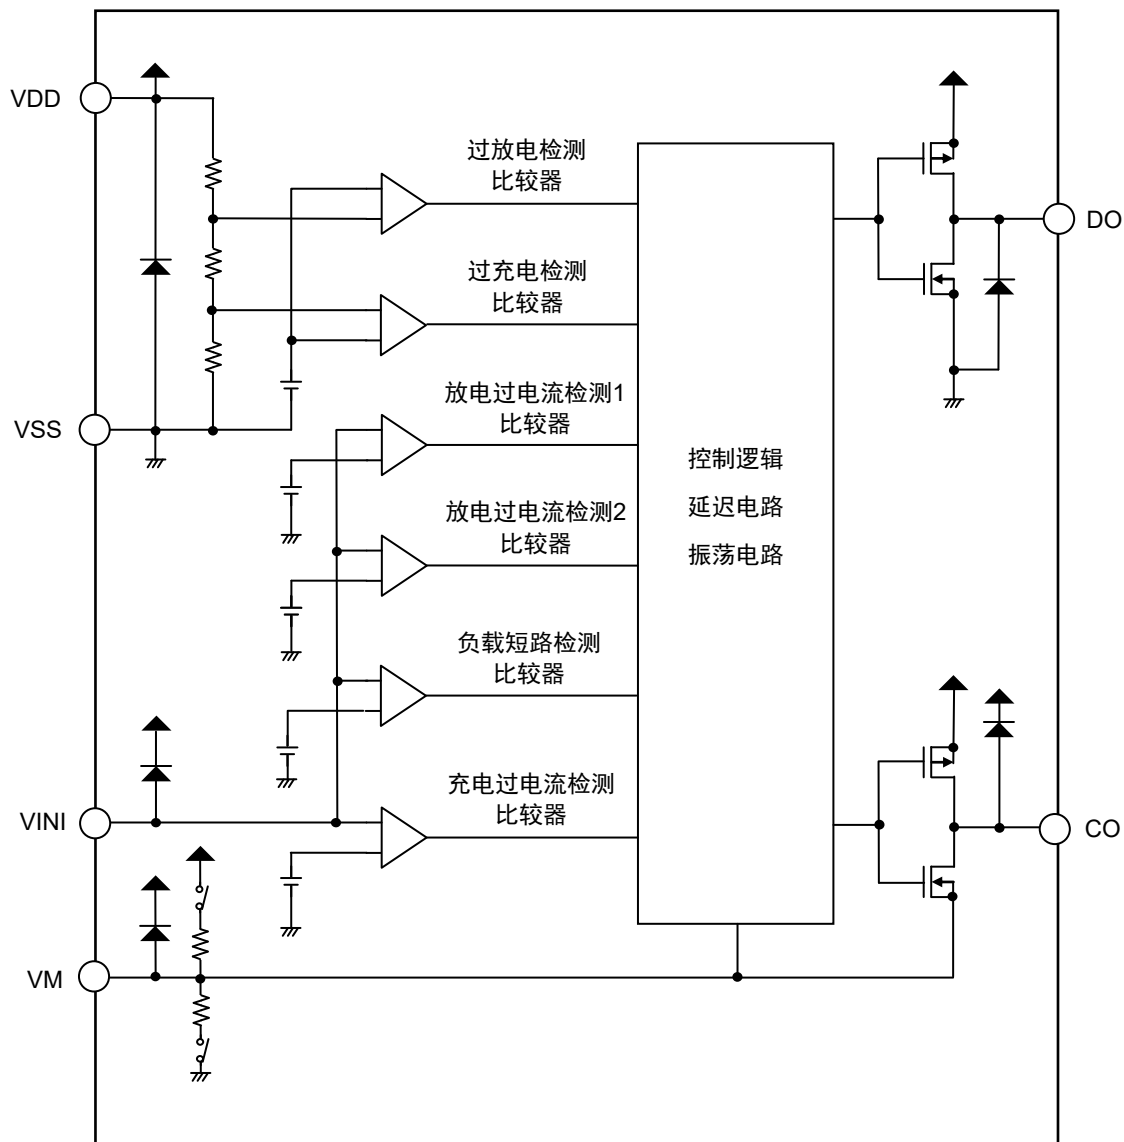 VDD
过放电检测
比较器
DO
过充电检测
比较器
放电过电流检测1
比较器
VSS
控制逻辑
延迟电路
振荡电路
放电过电流检测2
比较器
负载短路检测
比较器
充电过电流检测
比较器
VINI
CO
VM